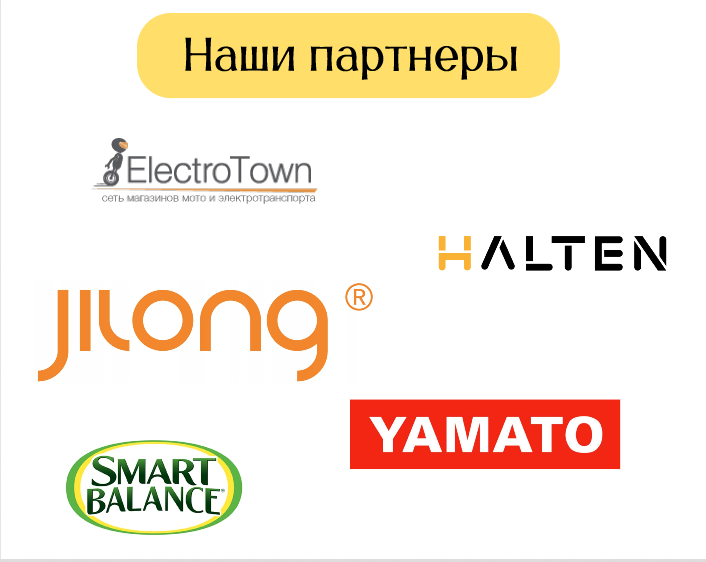 Наши партнеры
ElectroTown
сеть магазинов мото и электротранспорта
HALTEN
JILONG®
YAMATO
SMART
BALANCE®